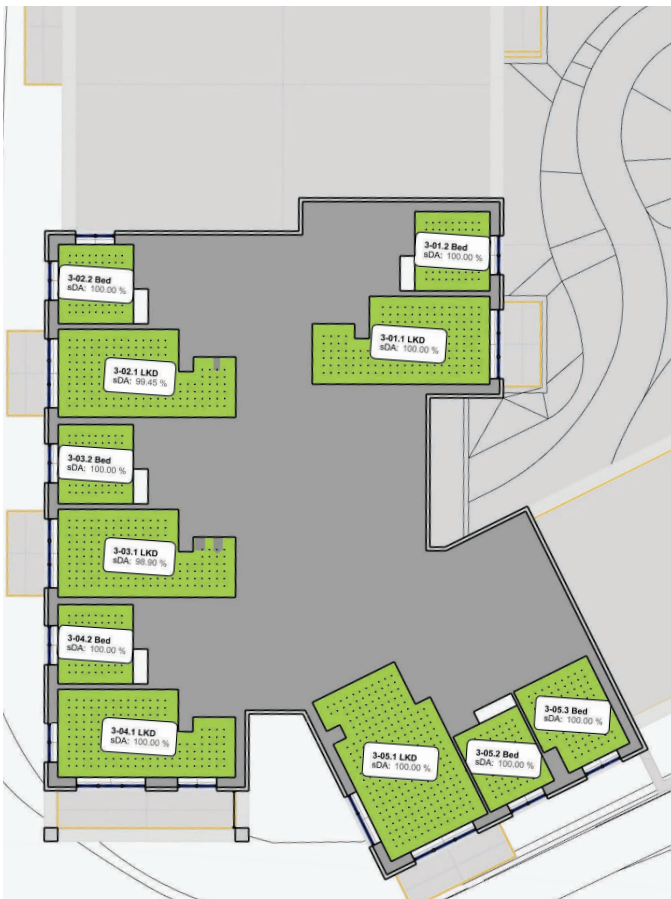 3-01.2 Bed
sDA: 100.00 %
3-02.2 Bed
sDA: 100.00 %
3-01.1 LKD
sDA: 100.00 %
3-02.1 LKD
sDA: 99.45 %
3-03.2 Bed
sDA: 100.00 %
3-03.1 LKD
sDA: 98.90 %
3-04.2 Bed
sDA: 100.00 %
3-04.1 LKD
sDA: 100.00 %
3-05.3 Bed
sDA: 100.00 %
3-05.2 Bed
sDA: 100.00 %
3-05.1 LKD
sDA: 100.00 %